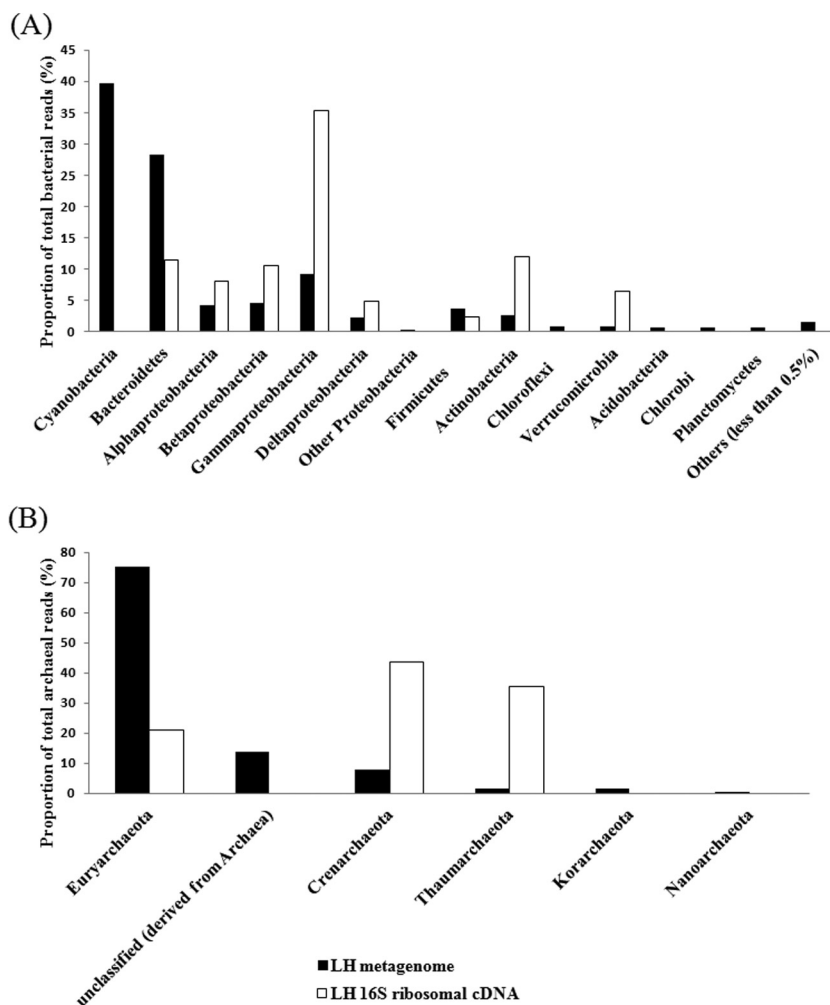 (A)
Proportion of total bacterial reads (%)
45
40
35
30
25
20
15
10
5
0
Cyanobacteria
Bacteroidetes
Alphaproteobacteria
Betaproteobacteria
Gammaproteobacteria
Deltaproteobacteria
Other Proteobacteria
Firmicutes
Actinobacteria
Chloroflexi
Verrucomicrobia
Acidobacteria
Chlorobi
Planctomycetes
Others (less than 0.5%)
(B)
Proportion of total archaeal reads (%)
80
70
60
50
40
30
20
10
0
Euryarchaeota
unclassified (derived from Archaea)
Crenarchaeota
Thaumarchaeota
Korarchaeota
Nanoarchaeota
LH metagenome
LH 16S ribosomal cDNA